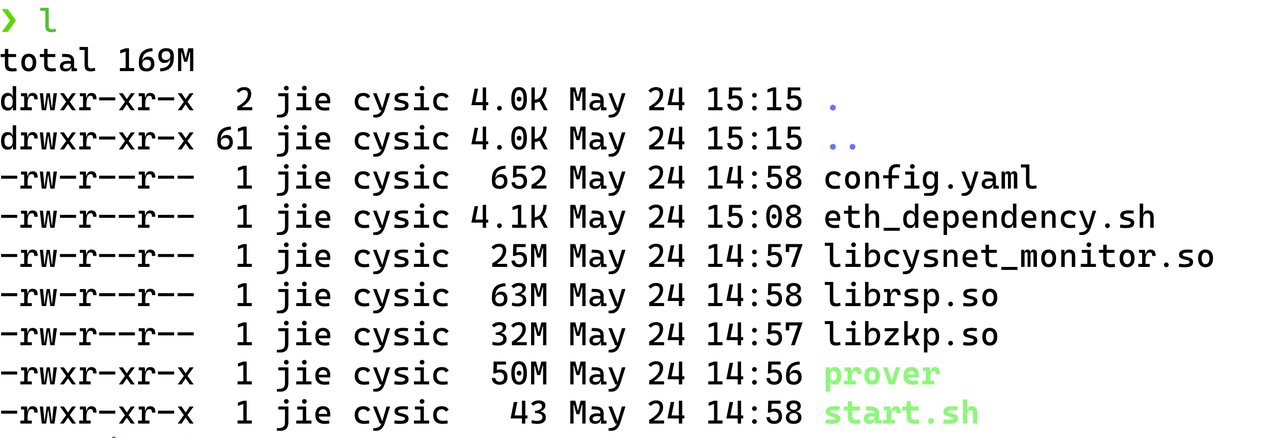 ❯ l
total 169M
drwxr-xr-x  2 jie cysic 4.0K May 24 15:15 .
drwxr-xr-x 61 jie cysic 4.0K May 24 15:15 ..
-rw-r--r--  1 jie cysic  652 May 24 14:58 config.yaml
-rw-r--r--  1 jie cysic 4.1K May 24 15:08 eth_dependency.sh
-rw-r--r--  1 jie cysic  25M May 24 14:57 libcysnet_monitor.so
-rw-r--r--  1 jie cysic  63M May 24 14:58 librsp.so
-rw-r--r--  1 jie cysic  32M May 24 14:57 libzkp.so
-rwxr-xr-x  1 jie cysic  50M May 24 14:56 prover
-rwxr-xr-x  1 jie cysic   43 May 24 14:58 start.sh